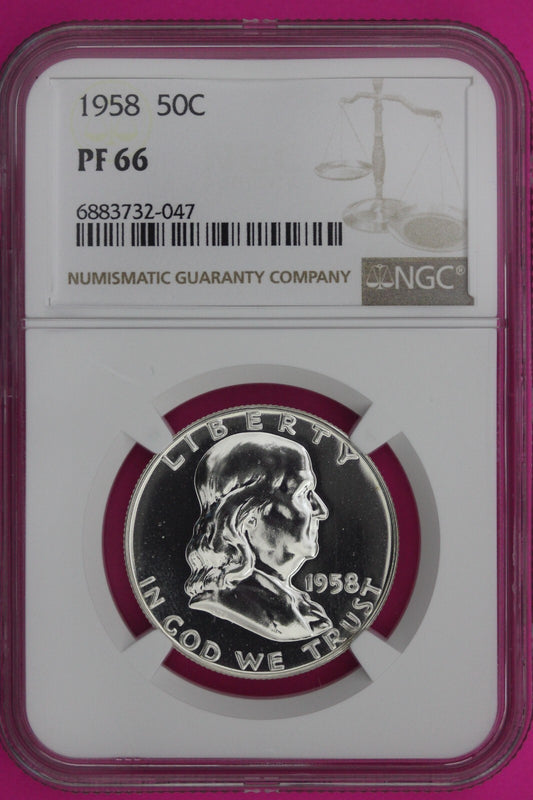 1958 50C
PF 66
6883732-047
NUMISMATIC GUARANTY COMPANY
NGC®
LIBERTY
1958
IN GOD WE TRUST